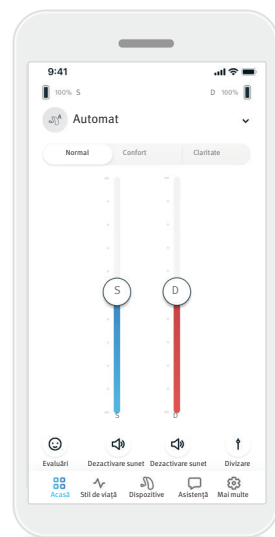 9:41
100% S D 100%
Automat
Normal Confort Claritate
S D
S D
Evaluări Dezactivare sunet Dezactivare sunet Divizare
Acasă Stil de viață Dispozitive Asistență Mai multe